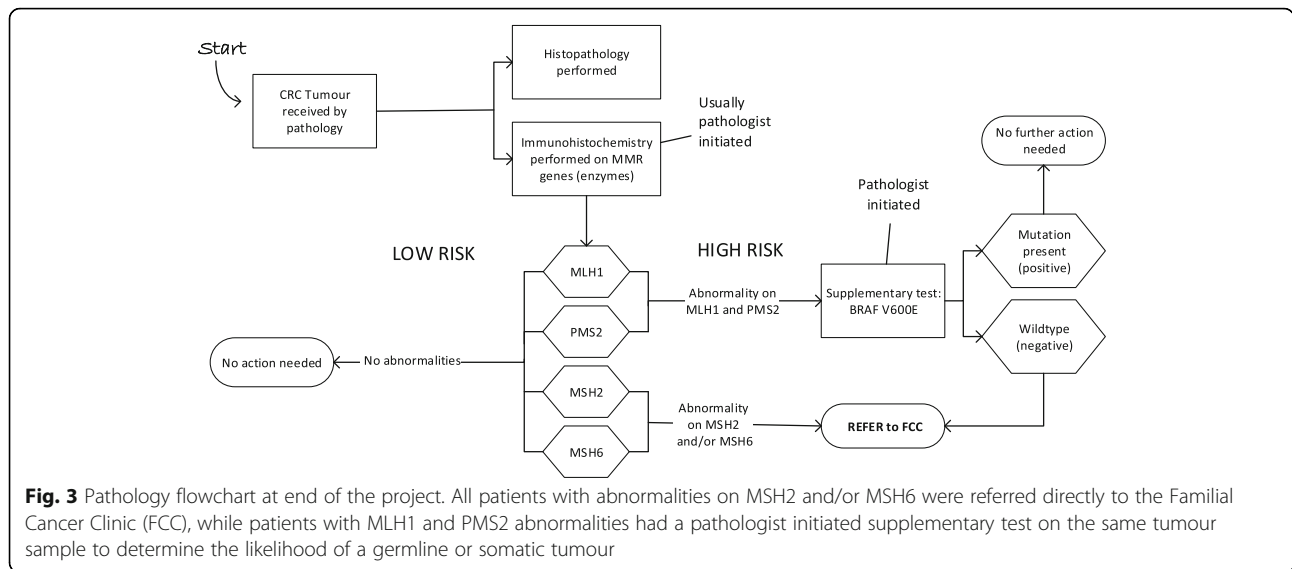 Start
CRC Tumour
received by
pathology
Histopathology
performed
Immunohistochemistry
performed on MMR
genes (enzymes)
Usually
pathologist
initiated
LOW RISK
HIGH RISK
MLH1
PMS2
MSH2
MSH6
No abnormalities
No action needed
Abnormality on
MLH1 and PMS2
Pathologist
initiated
Supplementary test:
BRAF V600E
No further action
needed
Mutation
present
(positive)
Wildtype
(negative)
Abnormality
on MSH2
and/or MSH6
REFER to FCC
Fig. 3 Pathology flowchart at end of the project. All patients with abnormalities on MSH2 and/or MSH6 were referred directly to the Familial
Cancer Clinic (FCC), while patients with MLH1 and PMS2 abnormalities had a pathologist initiated supplementary test on the same tumour
sample to determine the likelihood of a germline or somatic tumour